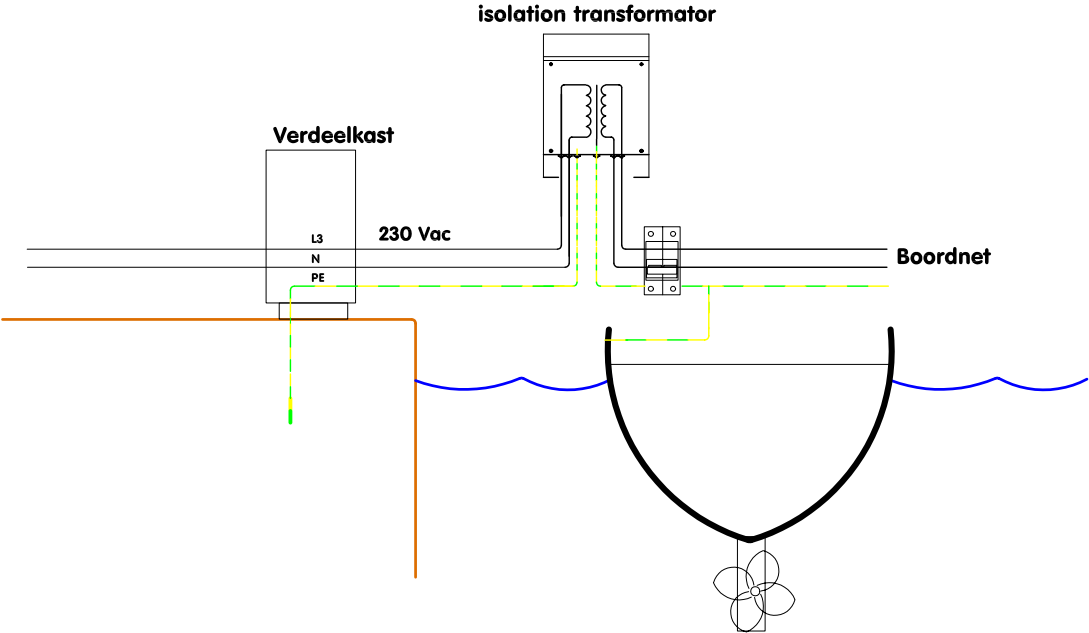 isolation transformator
Verdeelkast
L3
230 Vac
N
PE
Boordnet